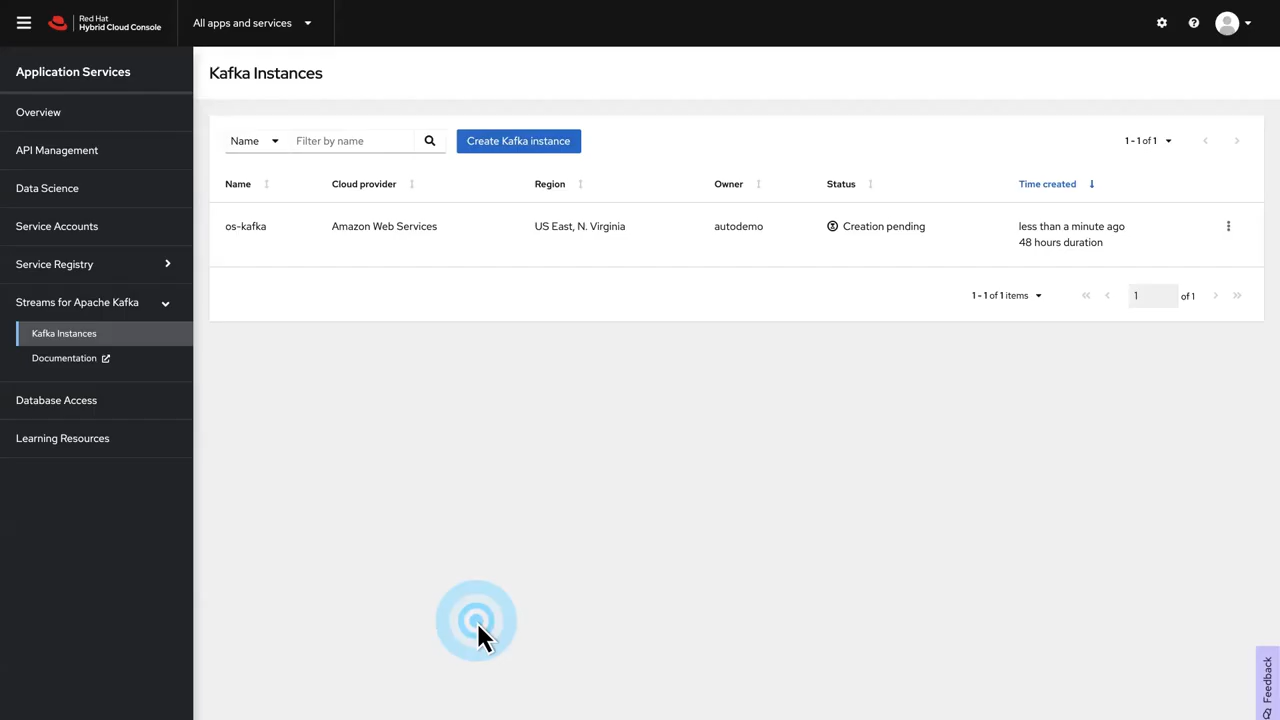 Red Hat
Hybrid Cloud Console
All apps and services
Application Services
Overview
API Management
Data Science
Service Accounts
Service Registry
Streams for Apache Kafka
Kafka Instances
Documentation
Database Access
Learning Resources
Kafka Instances
Name
Filter by name
Create Kafka instance
1 - 1 of 1
Name Cloud provider Region Owner Status Time created
os-kafka Amazon Web Services US East, N. Virginia autodemo Creation pending less than a minute ago
48 hours duration
1 - 1 of 1 items
1 of 1
Feedback